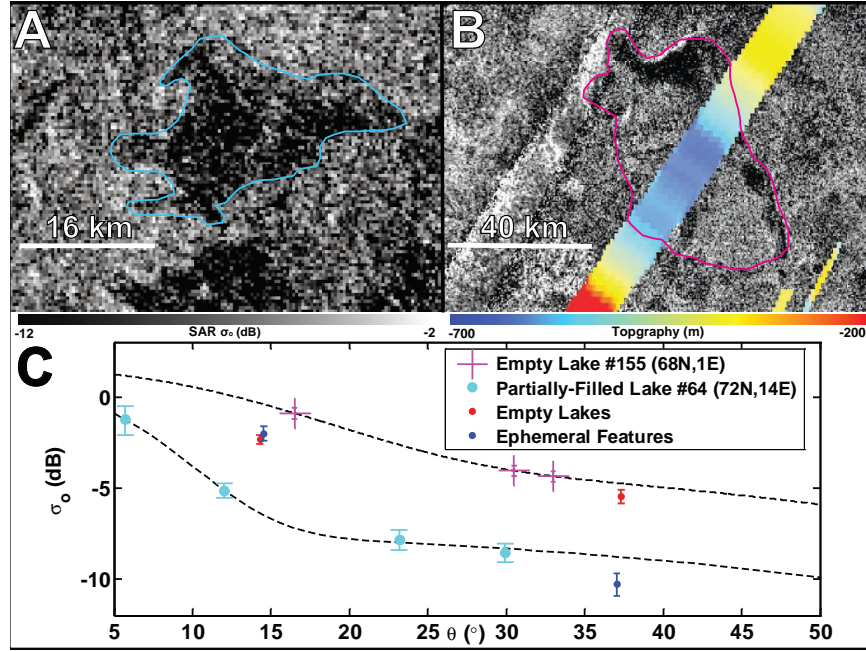 A
B
16 km
40 km
-12 SAR σo (dB) -2 -700 Topography (m) -200
C
Empty Lake #155 (68N,1E)
Partially-Filled Lake #64 (72N,14E)
Empty Lakes
Ephemeral Features
0
-5
-10
σo (dB)
5 10 15 20 25 30 35 40 45 50
θ (°)